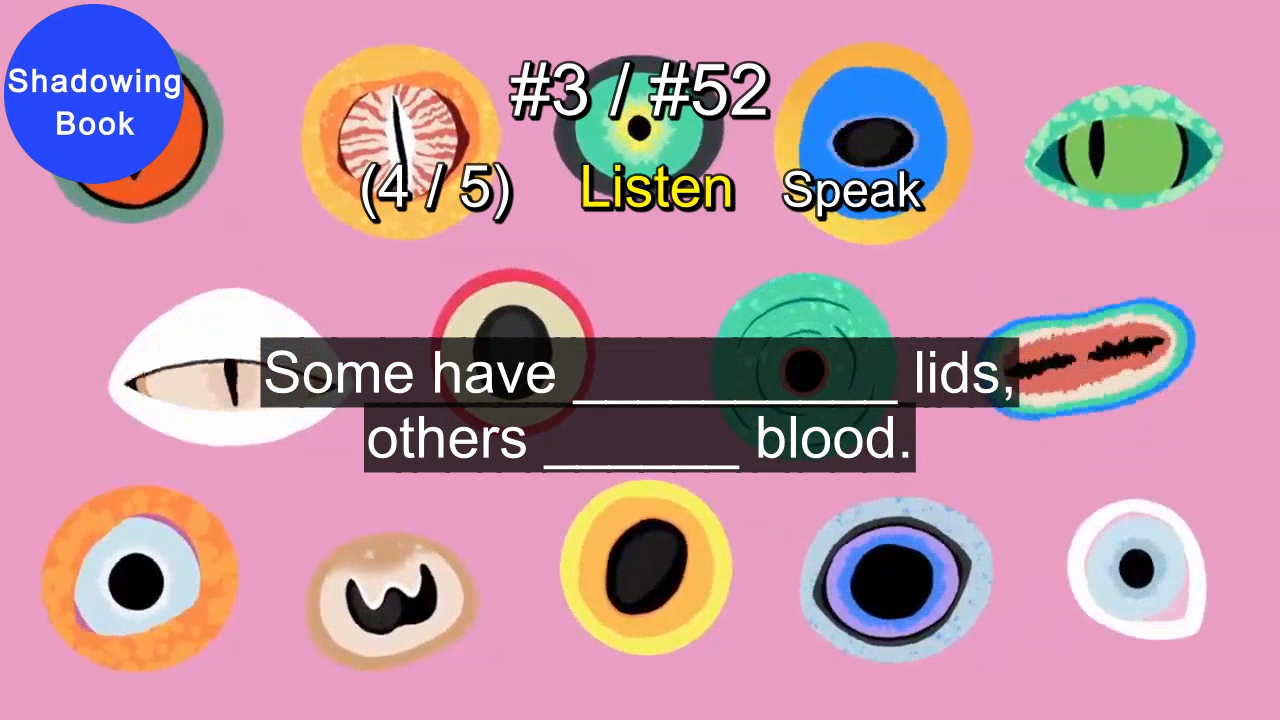 Shadowing
Book
#3 / #52
(4 / 5) Listen Speak
Some have __________ lids,
others ______ blood.